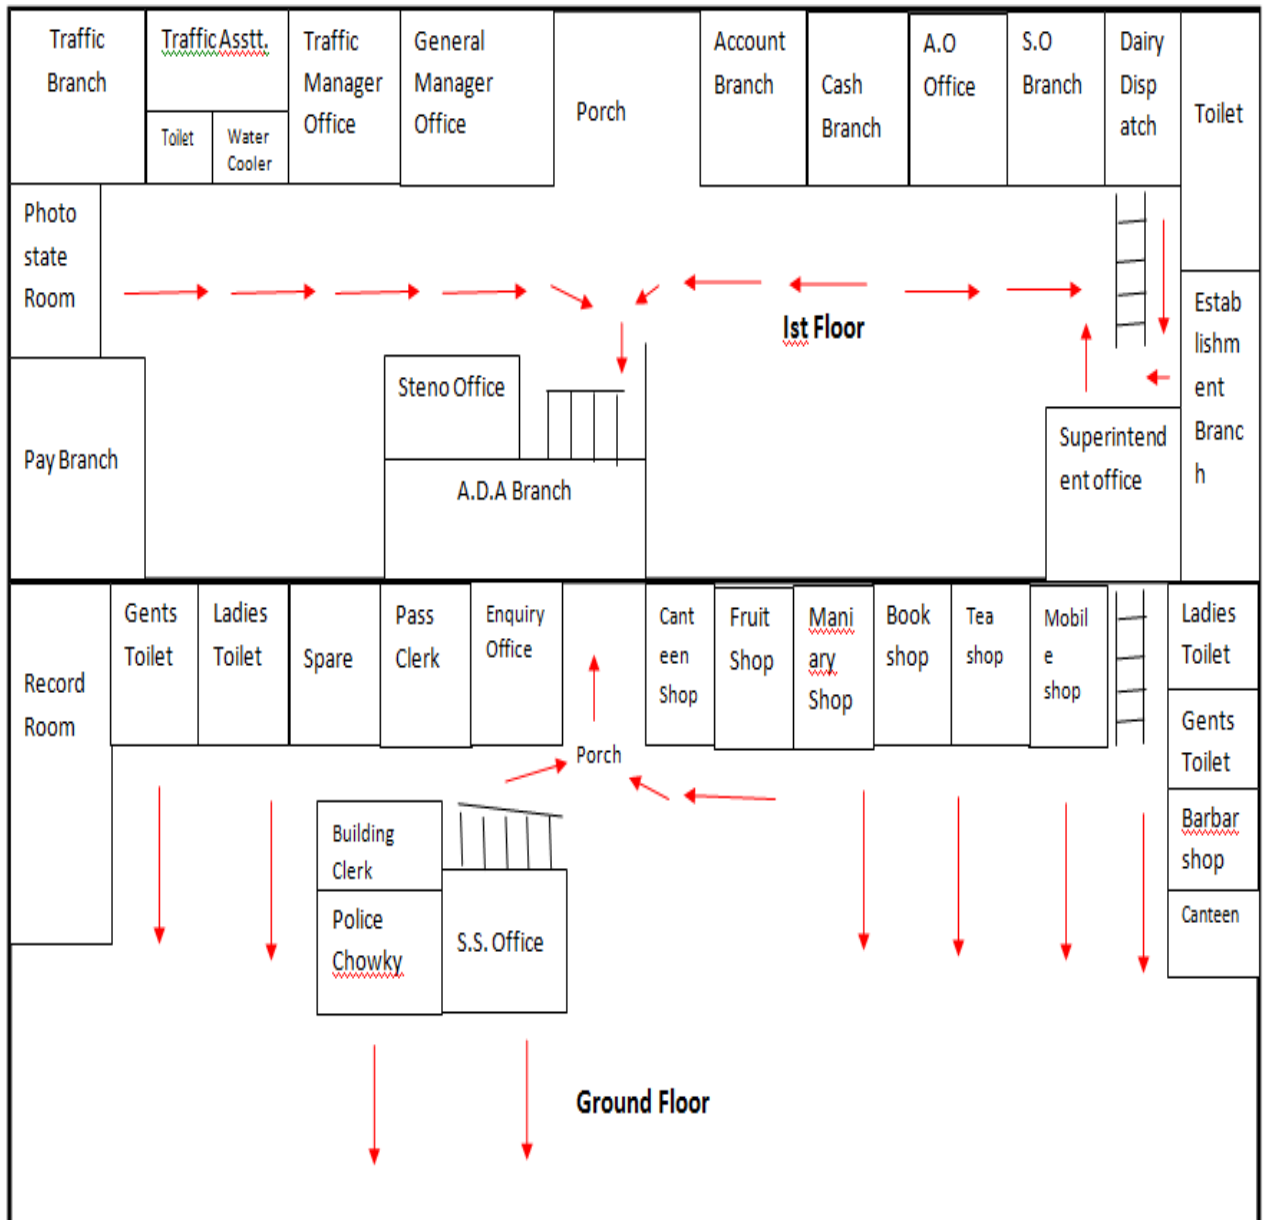 Traffic
Branch
Traffic Asstt.
Toilet
Water
Cooler
Traffic
Manager
Office
General
Manager
Office
Porch
Account
Branch
Cash
Branch
A.O
Office
S.O
Branch
Dairy
Disp
atch
Toilet
Photo
state
Room
Ist Floor
Estab
lishm
ent
Branc
h
Pay Branch
Steno Office
A.D.A Branch
Superintend
ent office
Record
Room
Gents
Toilet
Ladies
Toilet
Spare
Pass
Clerk
Enquiry
Office
Porch
Cant
een
Shop
Fruit
Shop
Mani
ary
Shop
Book
shop
Tea
shop
Mobil
e
shop
Ladies
Toilet
Gents
Toilet
Barbar
shop
Canteen
Building
Clerk
Police
Chowky
S.S. Office
Ground Floor